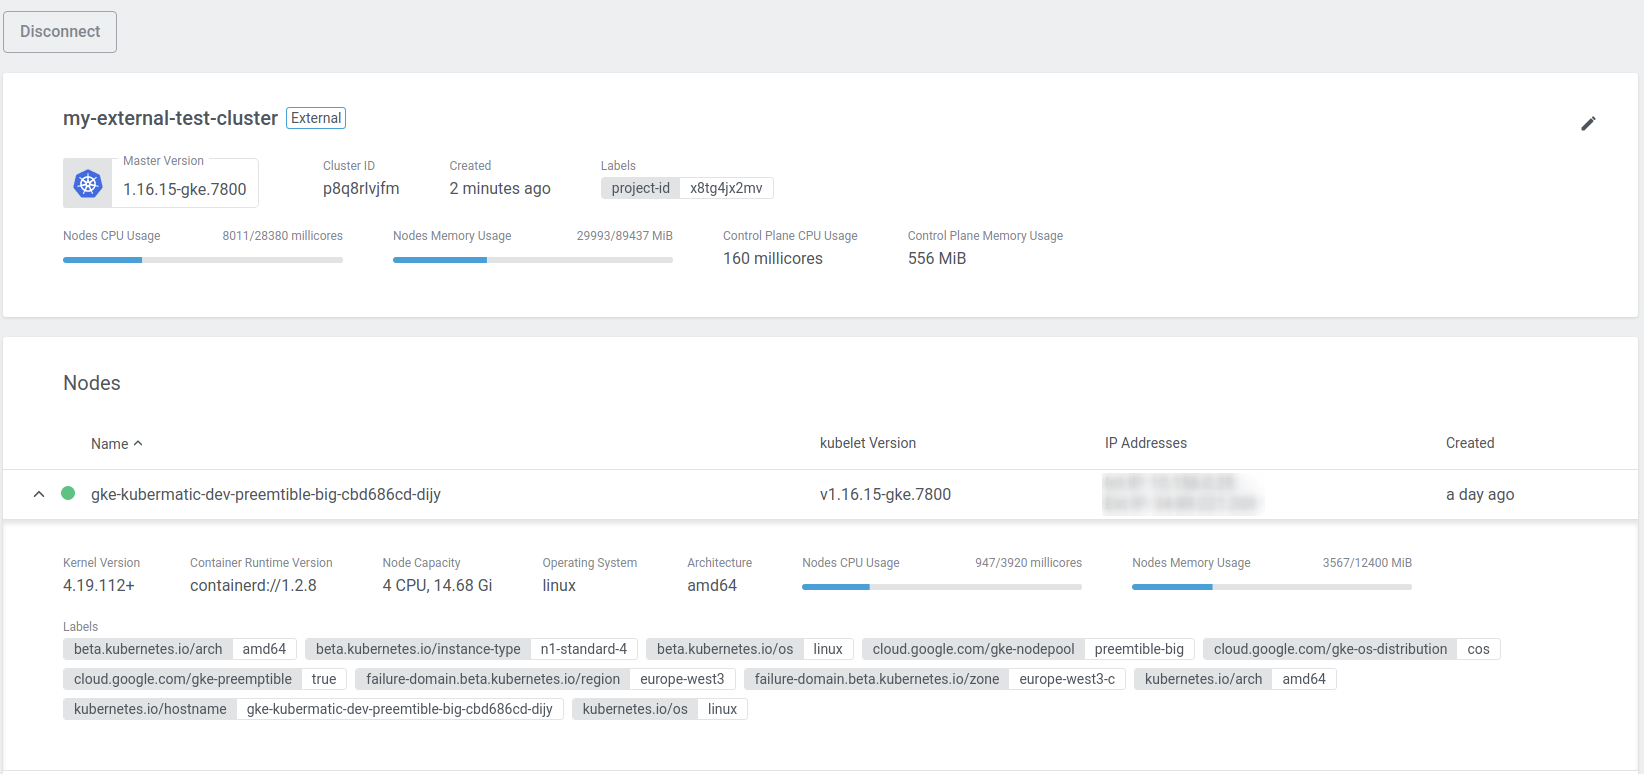 Disconnect
my-external-test-cluster External
Master Version
1.16.15-gke.7800
Cluster ID
p8q8rlvjfm
Created
2 minutes ago
Labels
project-id x8tg4jx2mv
Nodes CPU Usage 8011/28380 millicores
Nodes Memory Usage 29993/89437 MiB
Control Plane CPU Usage
160 millicores
Control Plane Memory Usage
556 MiB
Nodes
Name kubelet Version IP Addresses Created
gke-kubermatic-dev-preemtible-big-cbd686cd-dijy v1.16.15-gke.7800 a day ago
Kernel Version
4.19.112+
Container Runtime Version
containerd://1.2.8
Node Capacity
4 CPU, 14.68 Gi
Operating System
linux
Architecture
amd64
Nodes CPU Usage 947/3920 millicores
Nodes Memory Usage 3567/12400 MiB
Labels
beta.kubernetes.io/arch amd64 beta.kubernetes.io/instance-type n1-standard-4 beta.kubernetes.io/os linux cloud.google.com/gke-nodepool preemtible-big cloud.google.com/gke-os-distribution cos
cloud.google.com/gke-preemptible true failure-domain.beta.kubernetes.io/region europe-west3 failure-domain.beta.kubernetes.io/zone europe-west3-c kubernetes.io/arch amd64
kubernetes.io/hostname gke-kubermatic-dev-preemtible-big-cbd686cd-dijy kubernetes.io/os linux